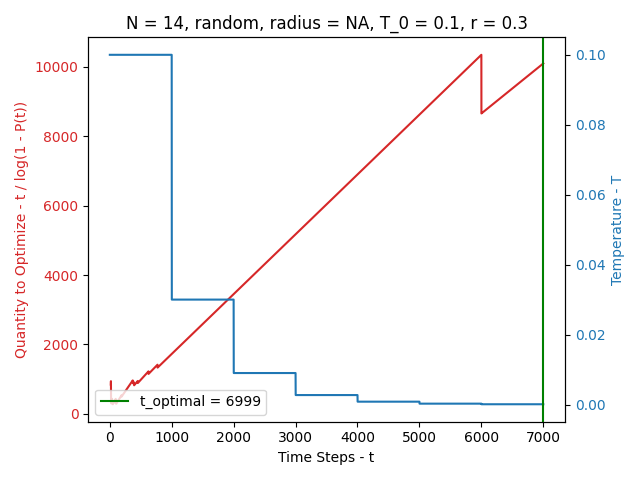 N = 14, random, radius = NA, T_0 = 0.1, r = 0.3
Quantity to Optimize - t / log(1 - P(t))
10000
8000
6000
4000
2000
0
0.10
0.08
0.06
0.04
0.02
0.00
Temperature - T
t_optimal = 6999
0 1000 2000 3000 4000 5000 6000 7000
Time Steps - t